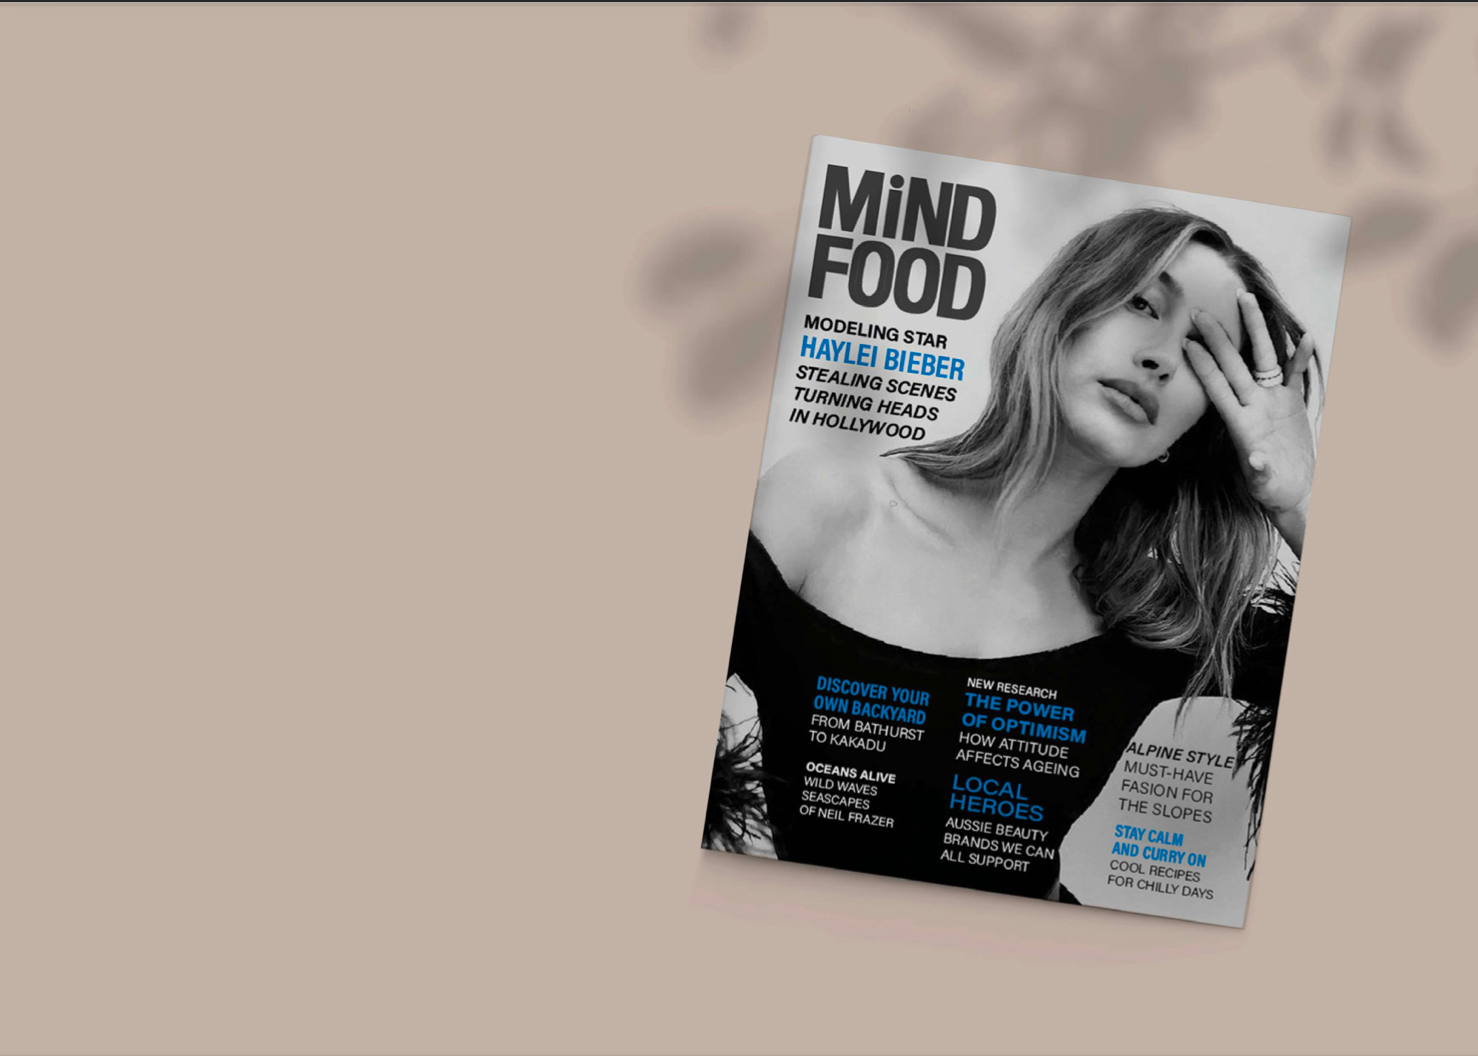 MiND
FOOD
MODELING STAR
HAYLEI BIEBER
STEALING SCENES
TURNING HEADS
IN HOLLYWOOD
DISCOVER YOUR
OWN BACKYARD
FROM BATHURST
TO KAKADU
OCEANS ALIVE
WILD WAVES
SEASCAPES
OF NEIL FRAZER
NEW RESEARCH
THE POWER
OF OPTIMISM
HOW ATTITUDE
AFFECTS AGEING
LOCAL
HEROES
AUSSIE BEAUTY
BRANDS WE CAN
ALL SUPPORT
ALPINE STYLE
MUST-HAVE
FASION FOR
THE SLOPES
STAY CALM
AND CURRY ON
COOL RECIPES
FOR CHILLY DAYS